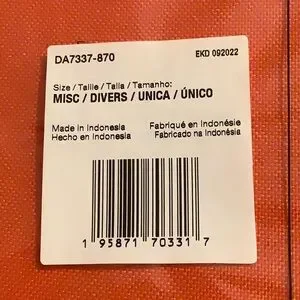 DA7337-870 EKD 092022
Size / Taille / Talla / Tamanho:
MISC / DIVERS / UNICA / ÚNICO
Made in Indonesia Fabriqué en Indonésie
Hecho en Indonesia Fabricado na Indonésia
1 95871 70331 7